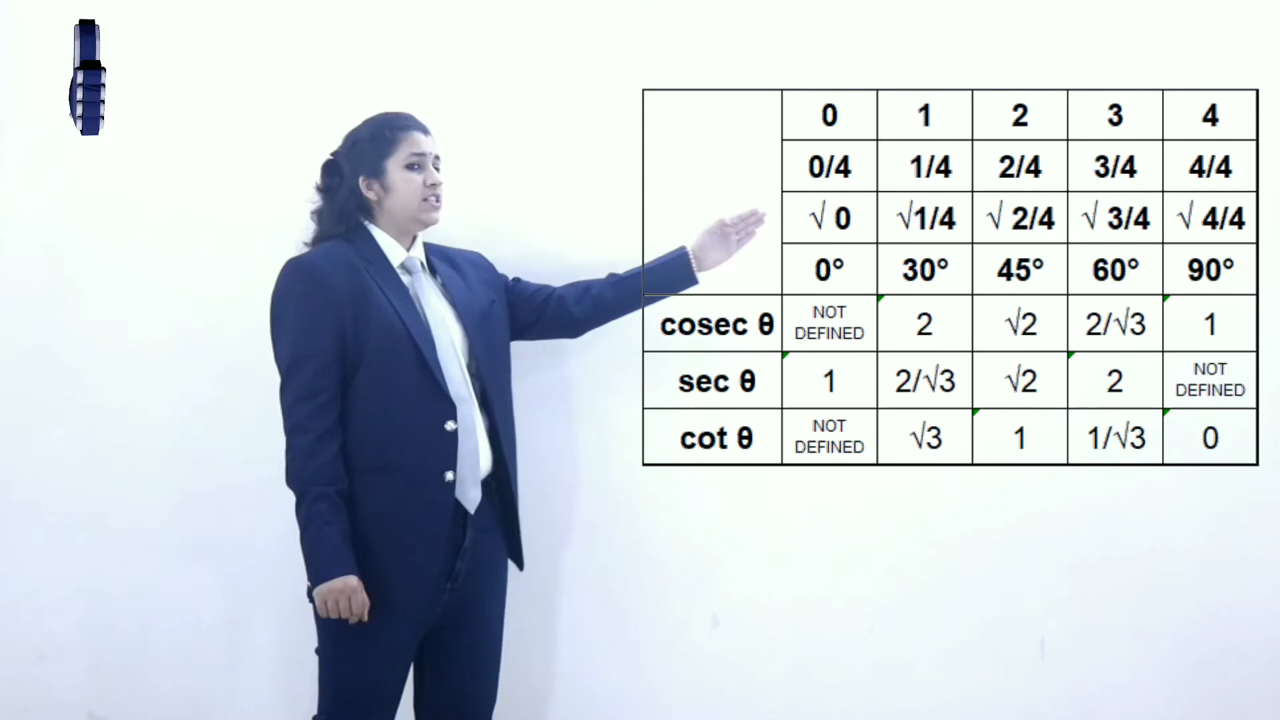 0 1 2 3 4
0/4 1/4 2/4 3/4 4/4
√ 0 √1/4 √ 2/4 √ 3/4 √ 4/4
0° 30° 45° 60° 90°
cosec θ NOT DEFINED 2 √2 2/√3 1
sec θ 1 2/√3 √2 2 NOT DEFINED
cot θ NOT DEFINED √3 1 1/√3 0